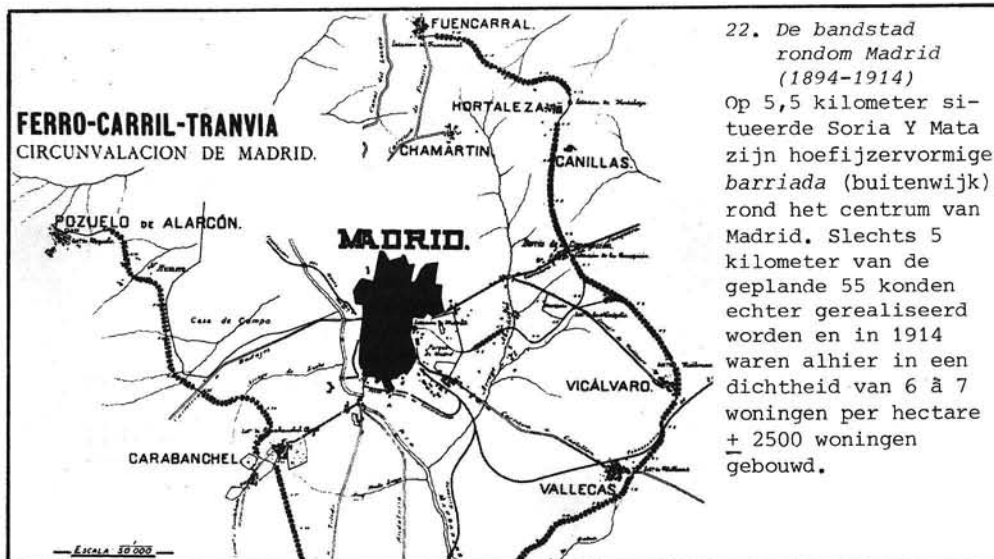 FERRO-CARRIL-TRANVIA
CIRCUNVALACION DE MADRID.
FUENCARRAL.
HORTALEZA
CHAMARTIN
CANILLAS.
POZUELO DE ALARCÓN.
MADRID.
Casa de Campo
VICÁLVARO.
CARABANCHEL
VALLECAS.
ESCALA 1/50 000
22. De bandstad
rondom Madrid
(1894-1914)
Op 5,5 kilometer si-
tueerde Soria Y Mata
zijn hoefijzervormige
barriada (buitenwijk)
rond het centrum van
Madrid. Slechts 5
kilometer van de
geplande 55 konden
echter gerealiseerd
worden en in 1914
waren alhier in een
dichtheid van 6 à 7
woningen per hectare
± 2500 woningen
gebouwd.